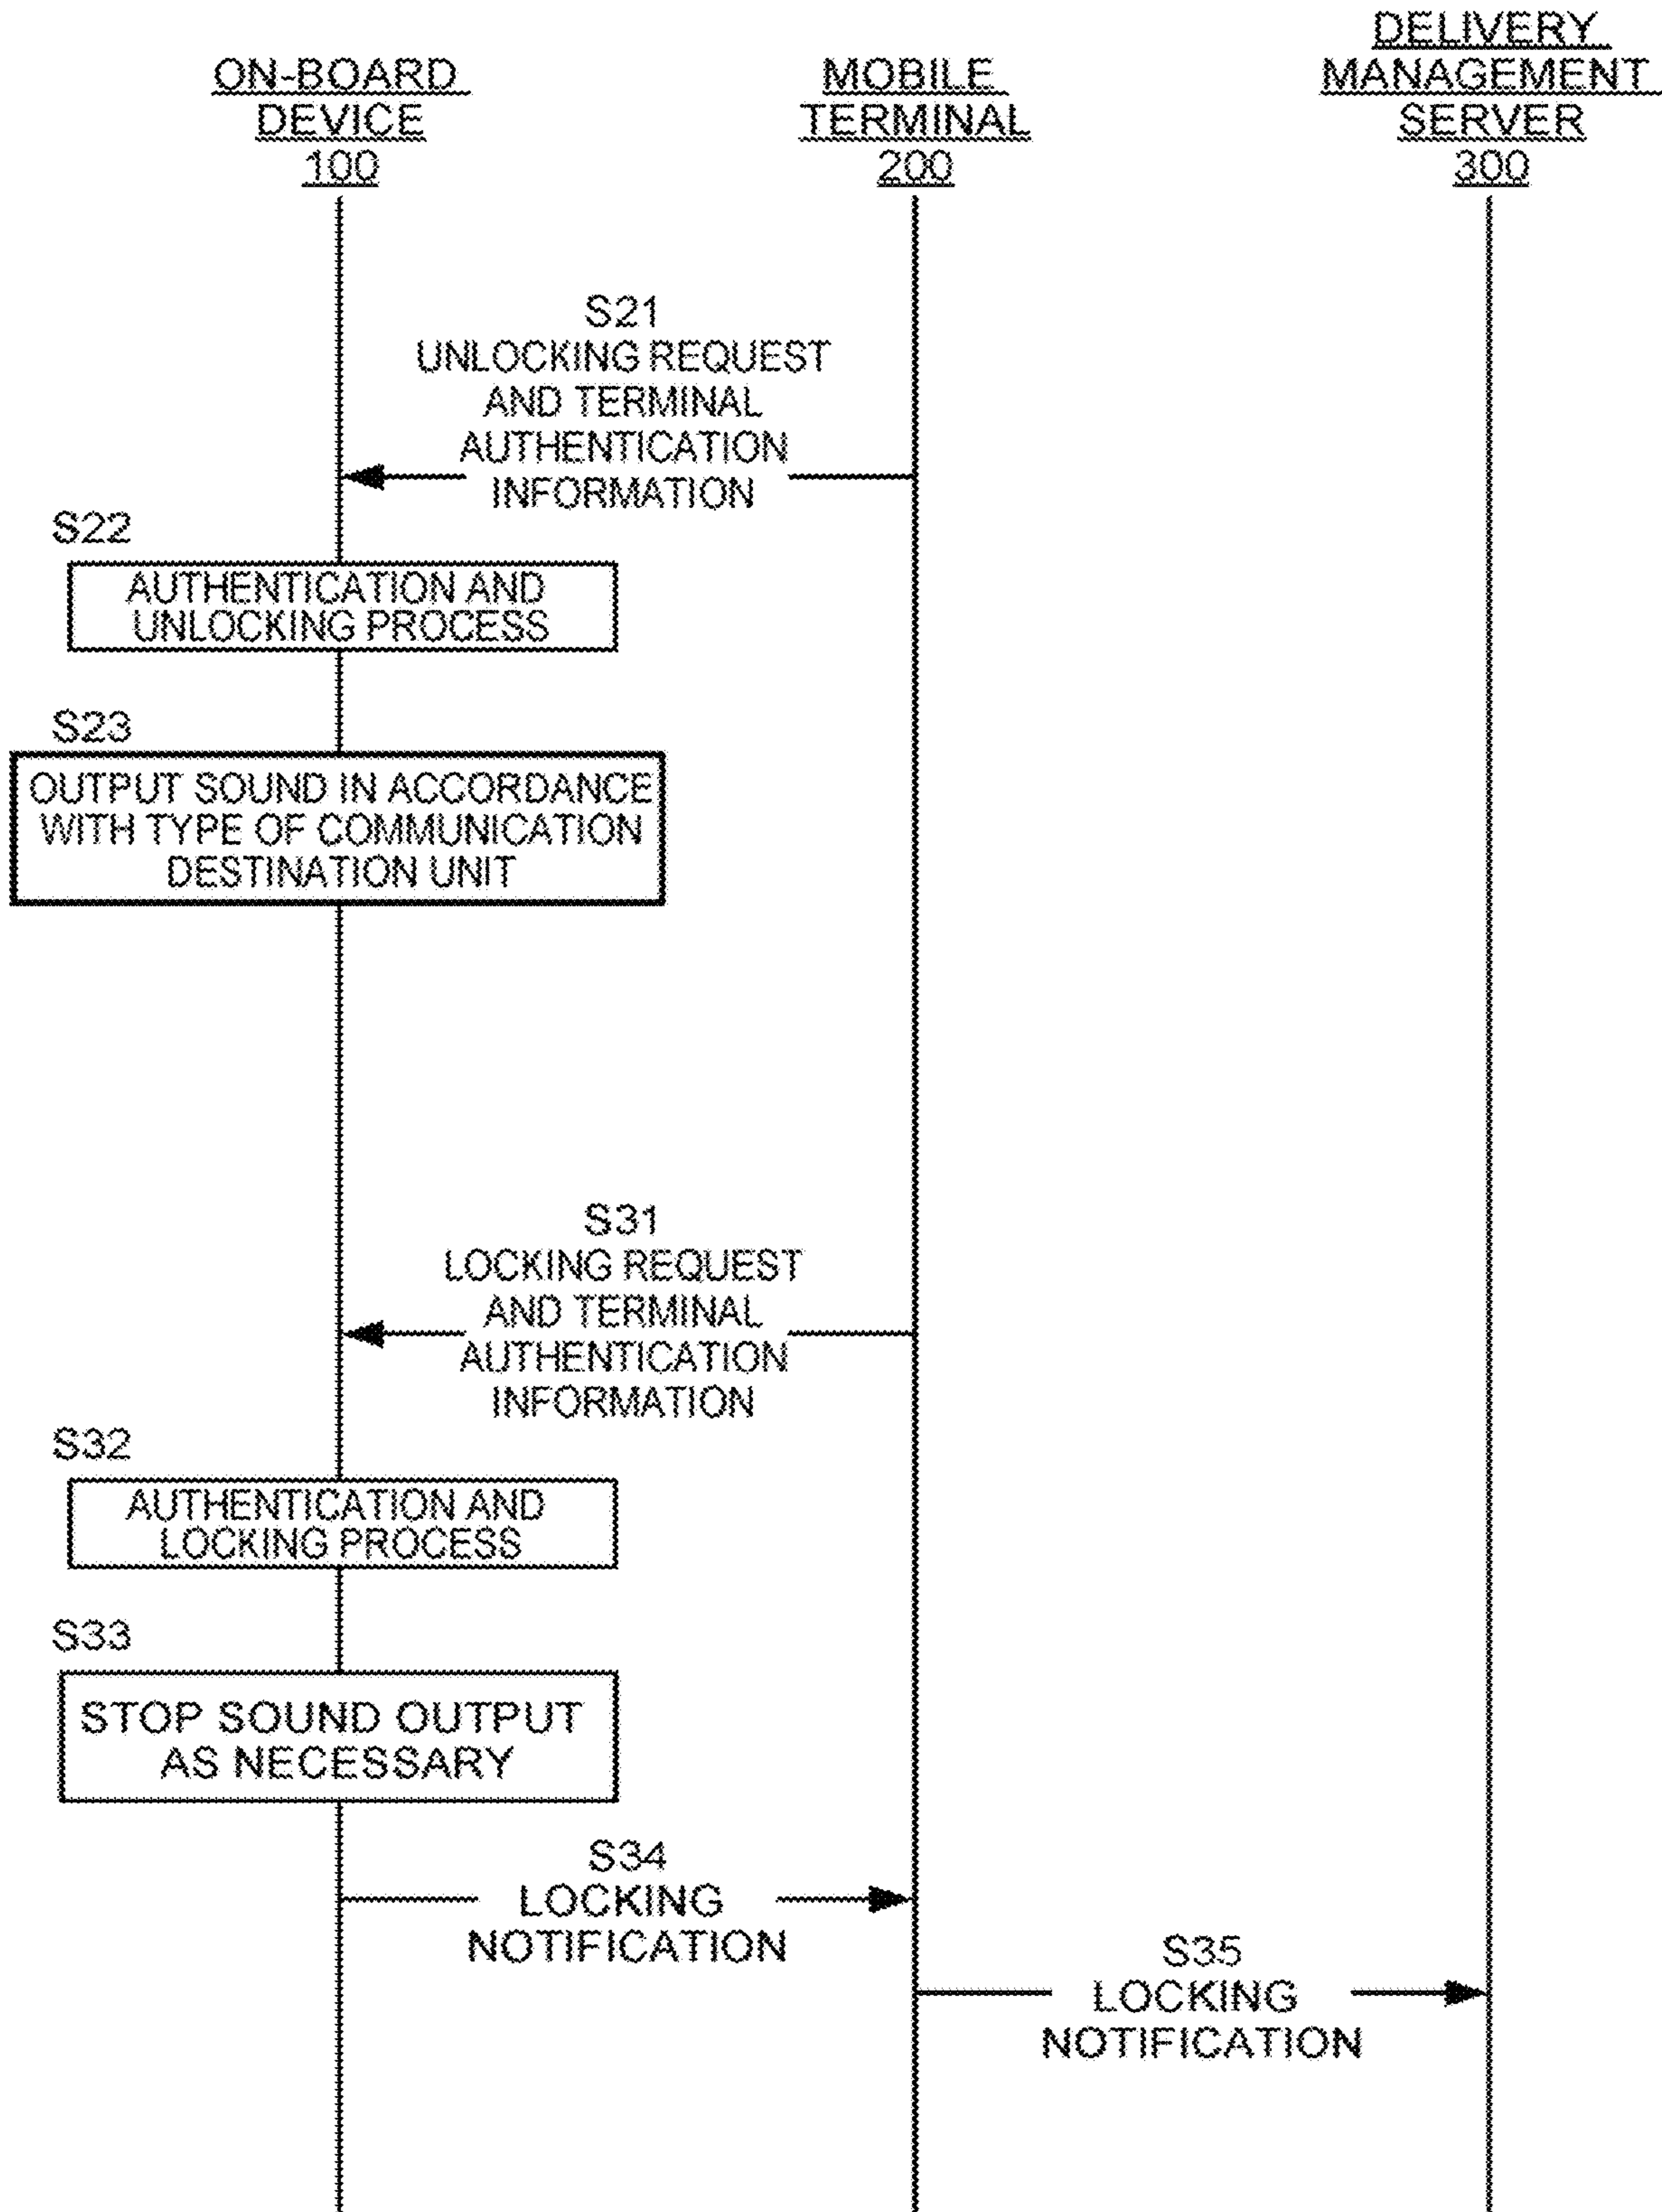 ON-BOARD
DEVICE
100
MOBILE
TERMINAL
200
DELIVERY
MANAGEMENT
SERVER
300
S21
UNLOCKING REQUEST
AND TERMINAL
AUTHENTICATION
INFORMATION
S22
AUTHENTICATION AND
UNLOCKING PROCESS
S23
OUTPUT SOUND IN ACCORDANCE
WITH TYPE OF COMMUNICATION
DESTINATION UNIT
S31
LOCKING REQUEST
AND TERMINAL
AUTHENTICATION
INFORMATION
S32
AUTHENTICATION AND
LOCKING PROCESS
S33
STOP SOUND OUTPUT
AS NECESSARY
S34
LOCKING
NOTIFICATION
S35
LOCKING
NOTIFICATION